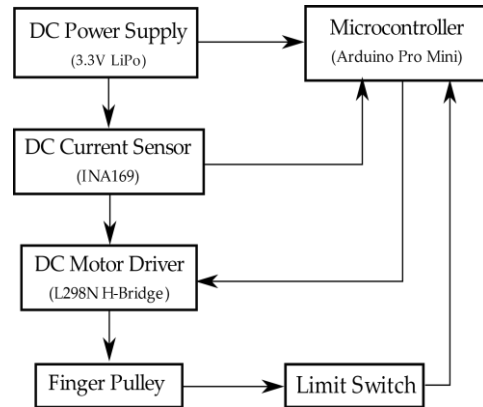 DC Power Supply
(3.3V LiPo)
Microcontroller
(Arduino Pro Mini)
DC Current Sensor
(INA169)
DC Motor Driver
(L298N H-Bridge)
Finger Pulley
Limit Switch